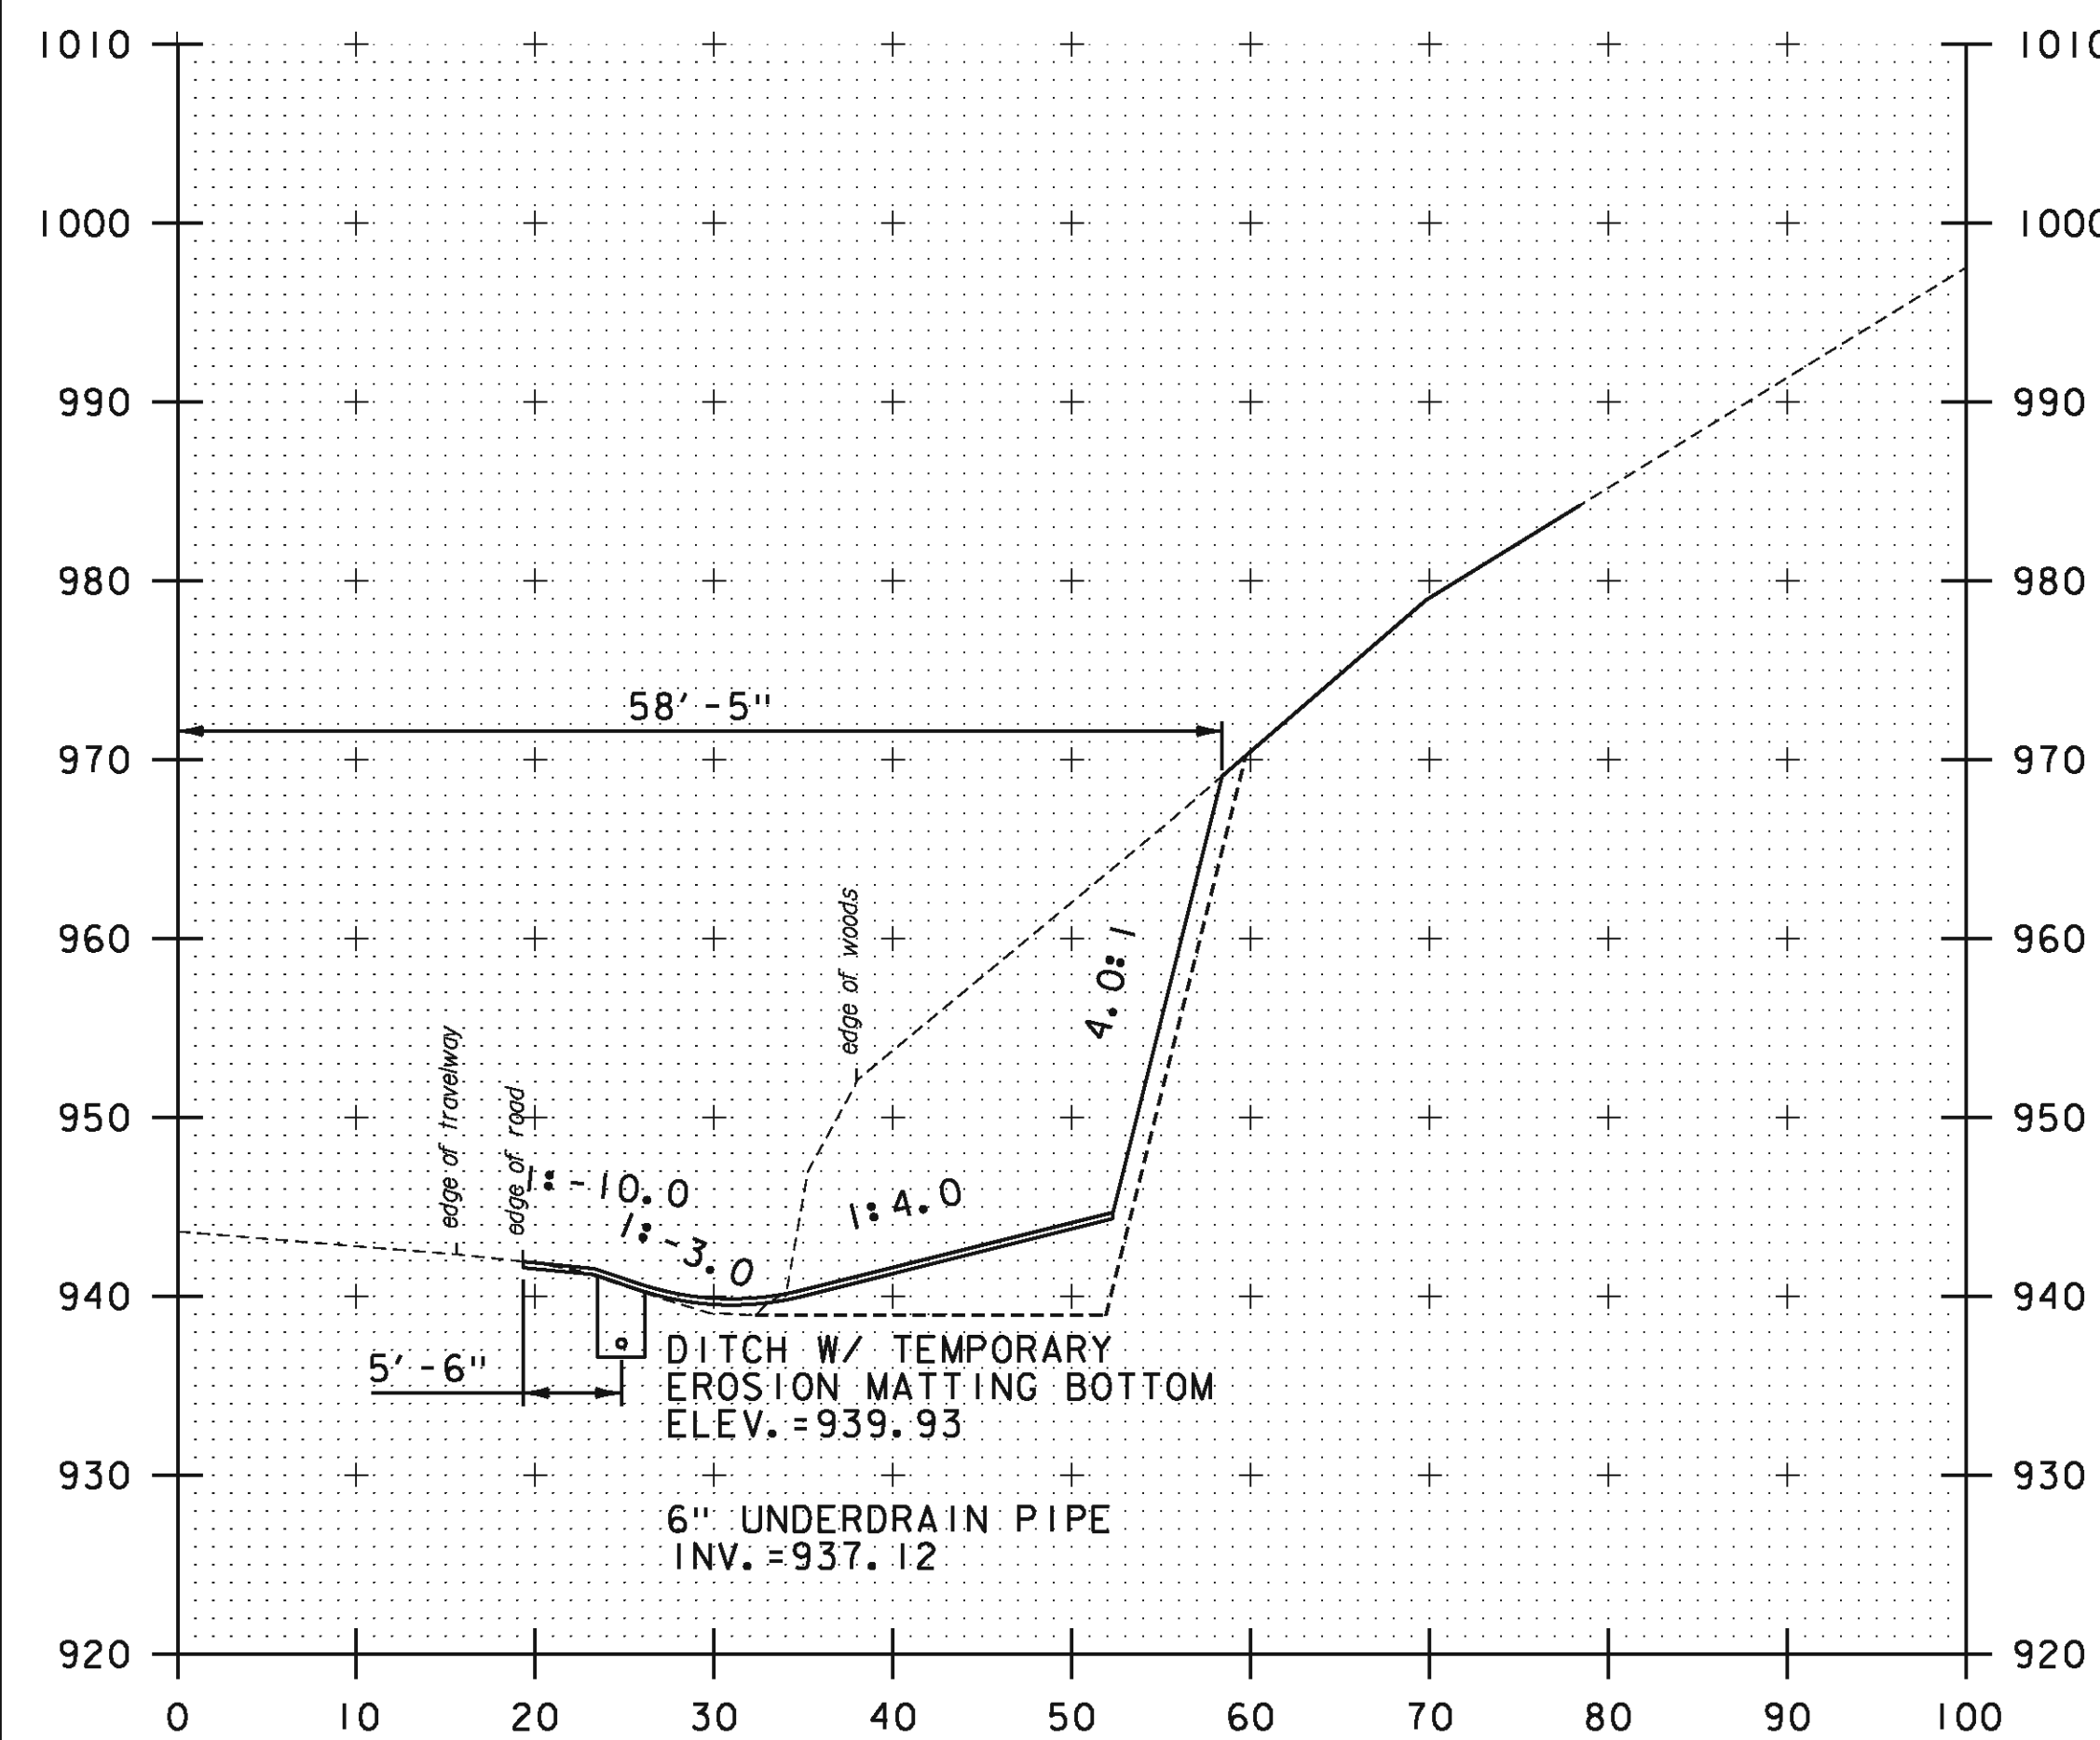 1010
1010
1000
1000
990
990
980
980
58'-5"
970
970
960
960
edge of woods
4.0:1
950
950
edge of travelway
edge of road
1:-10.0
1:-3.0
1:4.0
940
940
5'-6"
DITCH W/ TEMPORARY
EROSION MATTING BOTTOM
ELEV.=939.93
930
930
6" UNDERDRAIN PIPE
INV.=937.12
920
920
0 10 20 30 40 50 60 70 80 90 100